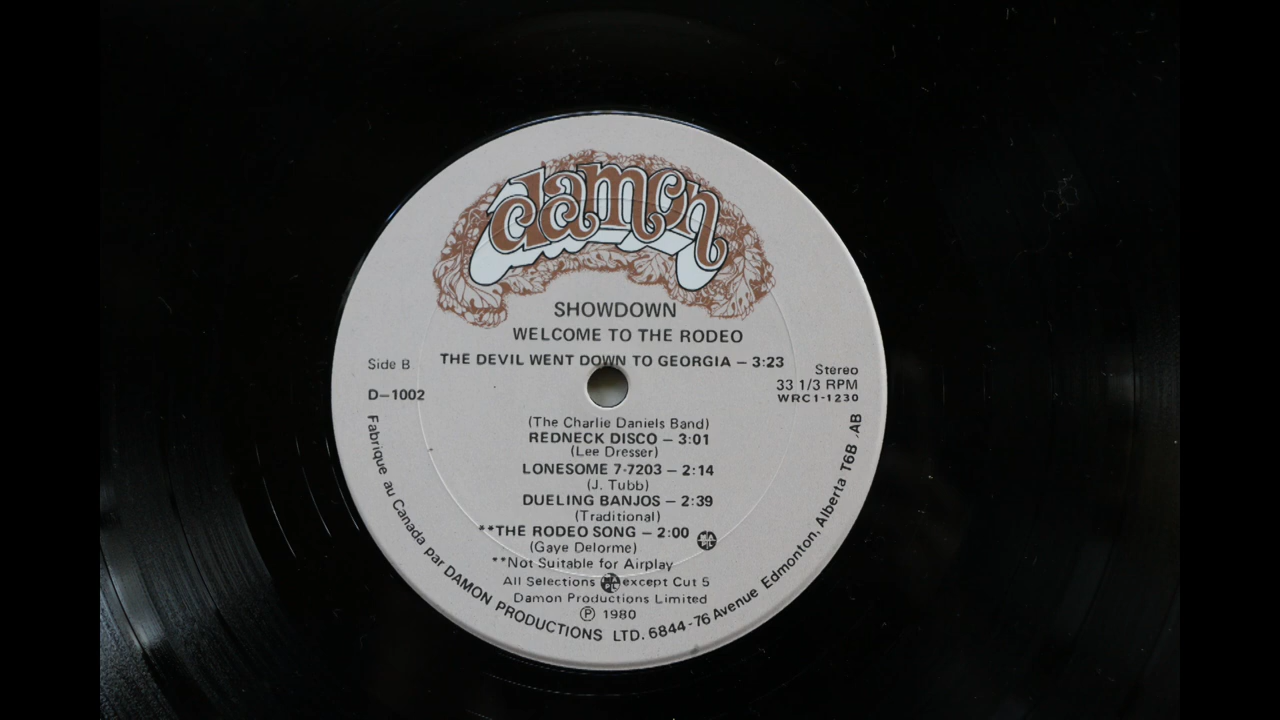 damon
SHOWDOWN
WELCOME TO THE RODEO
THE DEVIL WENT DOWN TO GEORGIA – 3:23
Side B
D–1002
Stereo
33 1/3 RPM
WRC1-1230
(The Charlie Daniels Band)
REDNECK DISCO – 3:01
(Lee Dresser)
LONESOME 7-7203 – 2:14
(J. Tubb)
DUELING BANJOS – 2:39
(Traditional)
**THE RODEO SONG – 2:00
(Gaye Delorme)
**Not Suitable for Airplay
All Selections except Cut 5
Damon Productions Limited
Ⓟ 1980
Fabrique au Canada par DAMON PRODUCTIONS LTD. 6844-76 Avenue Edmonton, Alberta T6B